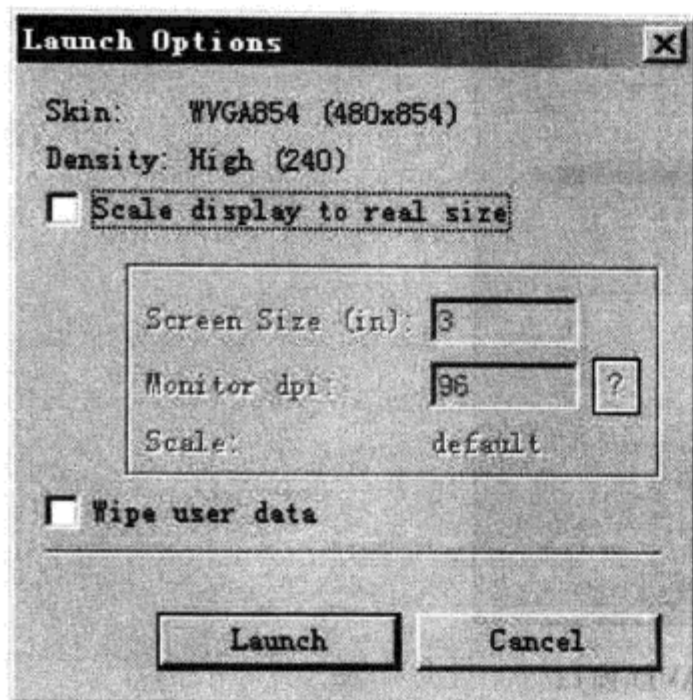 Launch Options
Skin: WVGA854 (480x854)
Density: High (240)
Scale display to real size
Screen Size (in): 3
Monitor dpi: 96 ?
Scale: default
Wipe user data
Launch Cancel